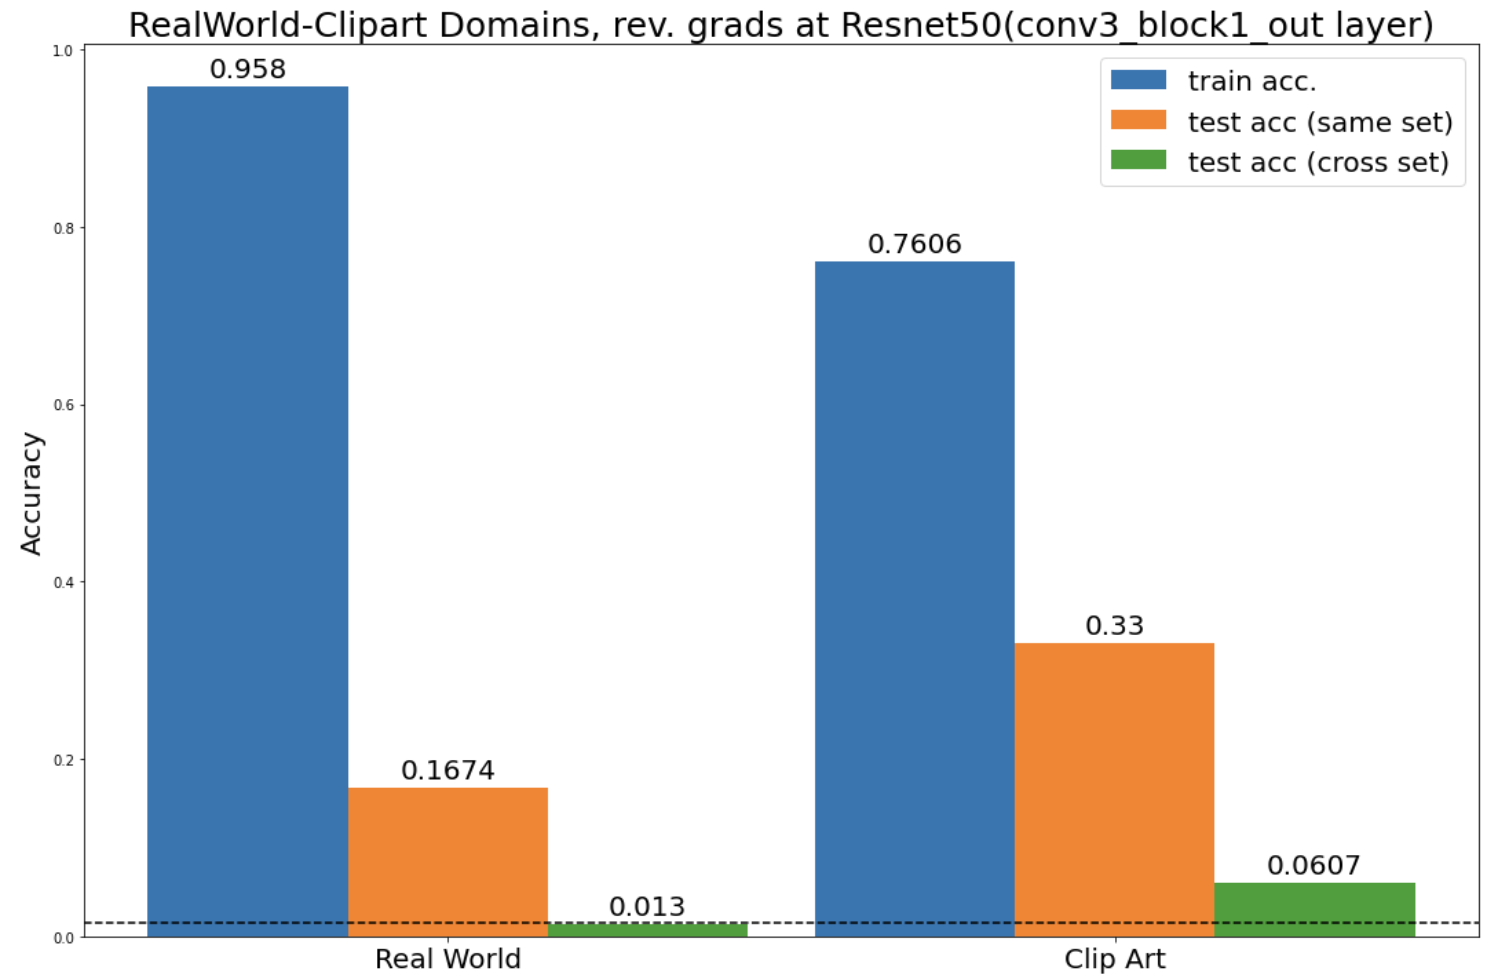 RealWorld-Clipart Domains, rev. grads at Resnet50(conv3_block1_out layer)
1.0
0.8
0.6
0.4
0.2
0.0
Accuracy
train acc.
test acc (same set)
test acc (cross set)
0.958
0.1674
0.013
0.7606
0.33
0.0607
Real World
Clip Art